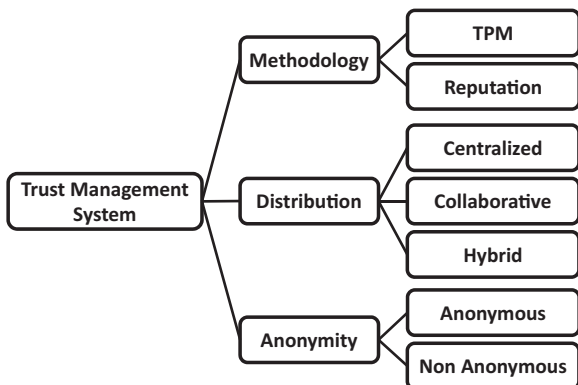 Trust Management
System
Methodology
TPM
Reputation
Distribution
Centralized
Collaborative
Hybrid
Anonymity
Anonymous
Non Anonymous